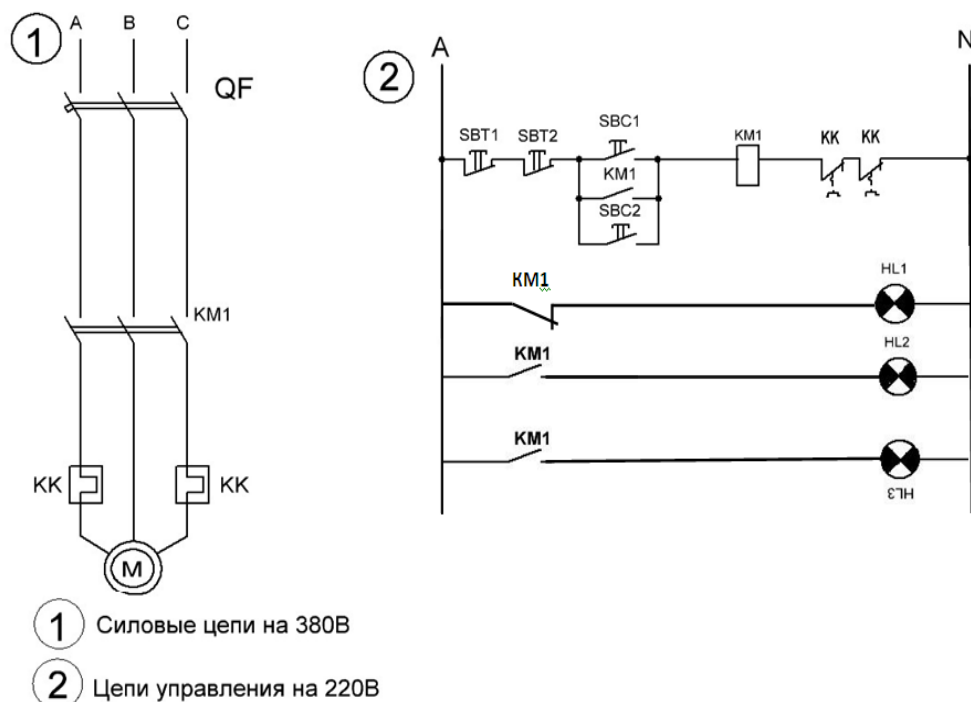 1
A B C
QF
KM1
KK KK
M
1 Силовые цепи на 380В
2 Цепи управления на 220В
2
A N
SBT1 SBT2 SBC1 KM1 KK KK
KM1
SBC2
KM1 HL1
KM1 HL2
KM1
HL3